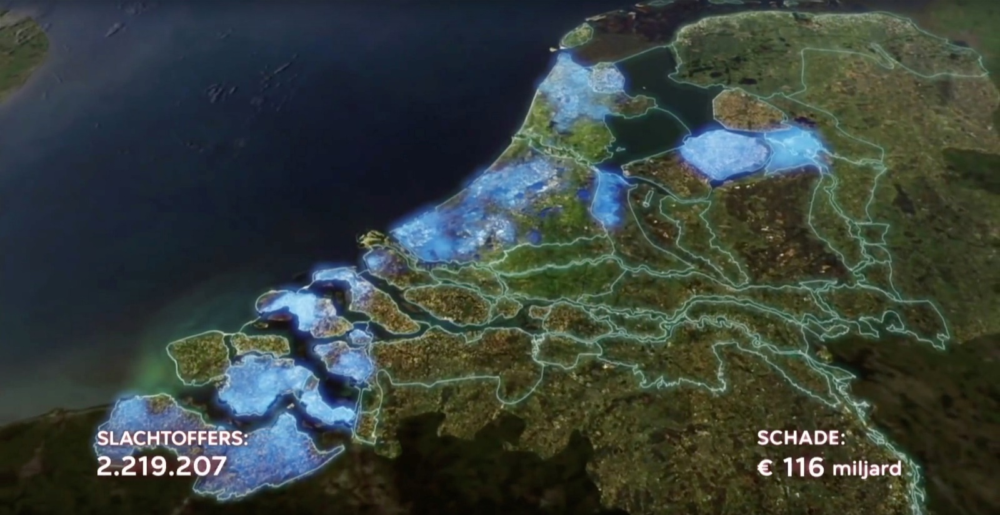 SLACHTOFFERS:
2.219.207
SCHADE:
€ 116 miljard